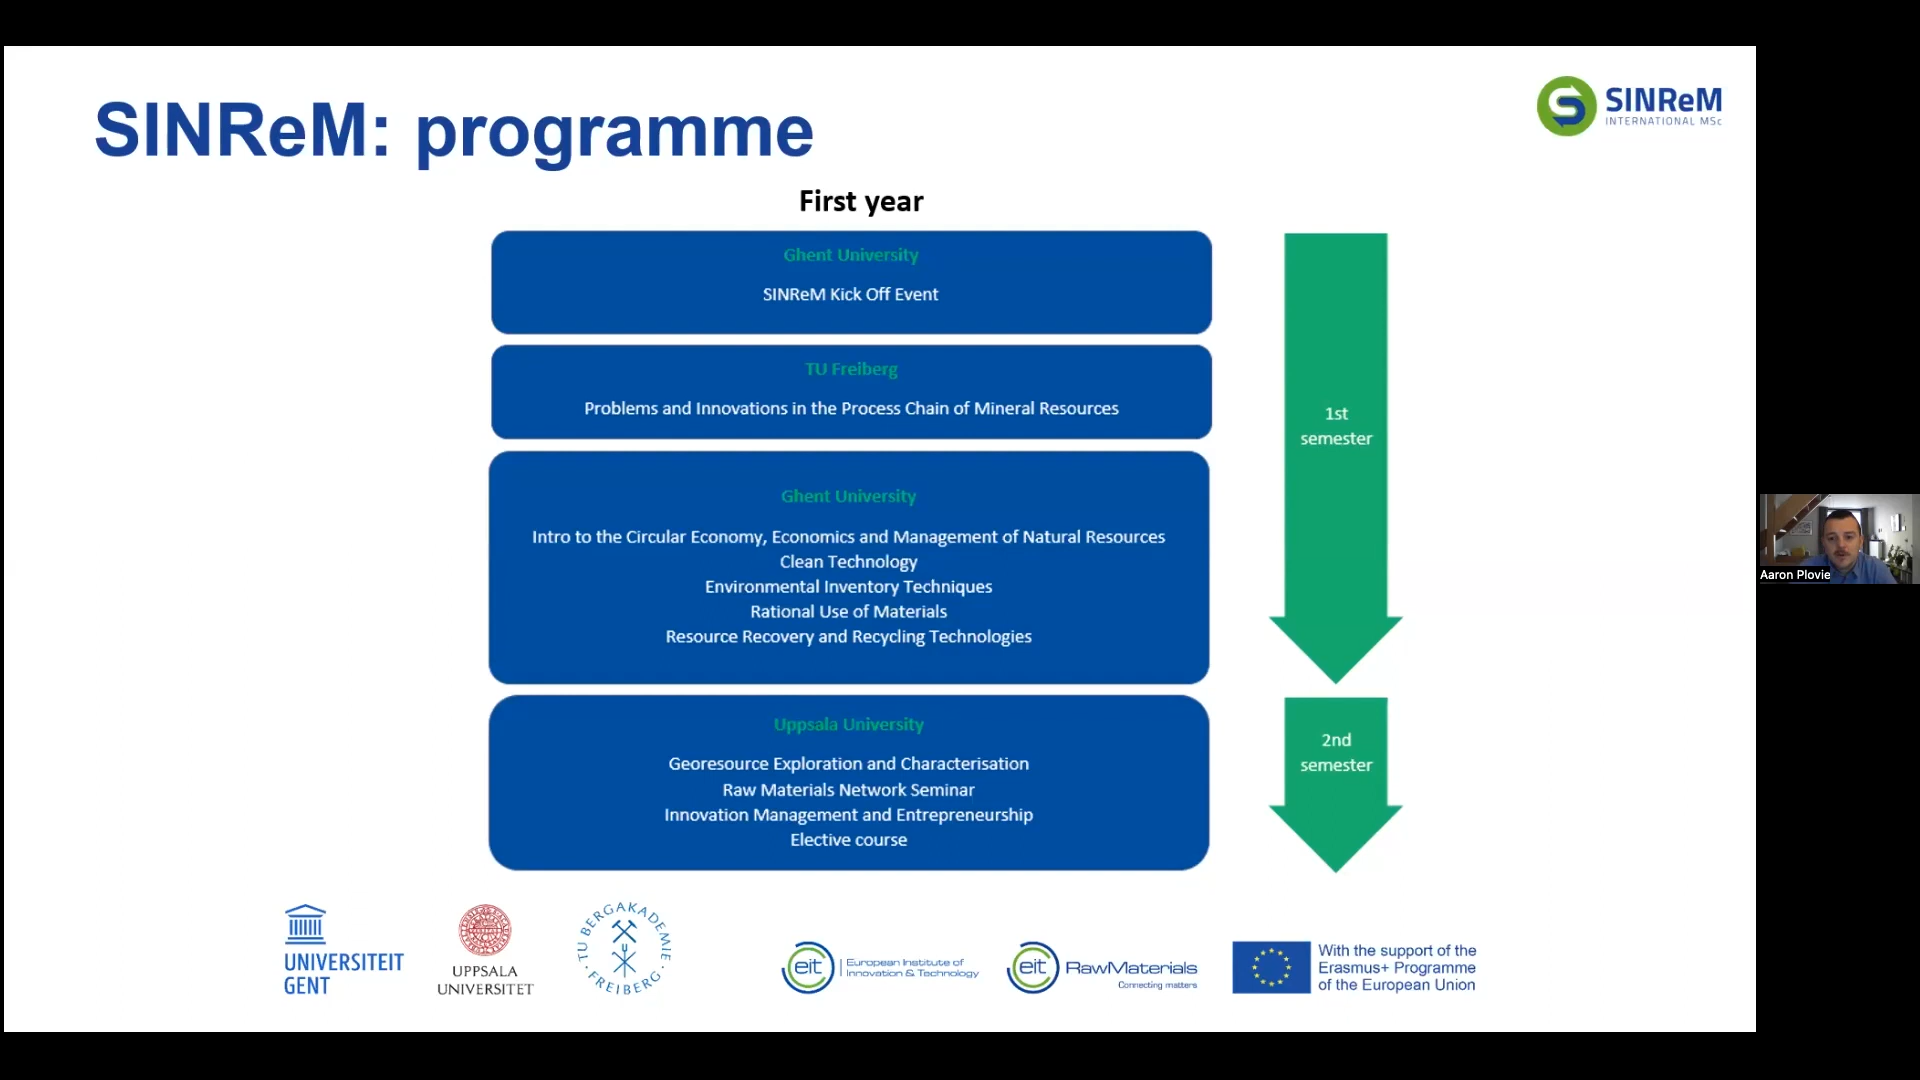 SINReM: programme
SINReM
INTERNATIONAL MSc
First year
Ghent University
SINReM Kick Off Event
TU Freiberg
Problems and Innovations in the Process Chain of Mineral Resources
Ghent University
Intro to the Circular Economy, Economics and Management of Natural Resources
Clean Technology
Environmental Inventory Techniques
Rational Use of Materials
Resource Recovery and Recycling Technologies
1st
semester
Uppsala University
Georesource Exploration and Characterisation
Raw Materials Network Seminar
Innovation Management and Entrepreneurship
Elective course
2nd
semester
Aaron Plovie
UNIVERSITEIT
GENT
UPPSALA
UNIVERSITET
TU BERGAKADEMIE
FREIBERG
eit
European Institute of
Innovation & Technology
eit
RawMaterials
Connecting matters
With the support of the
Erasmus+ Programme
of the European Union